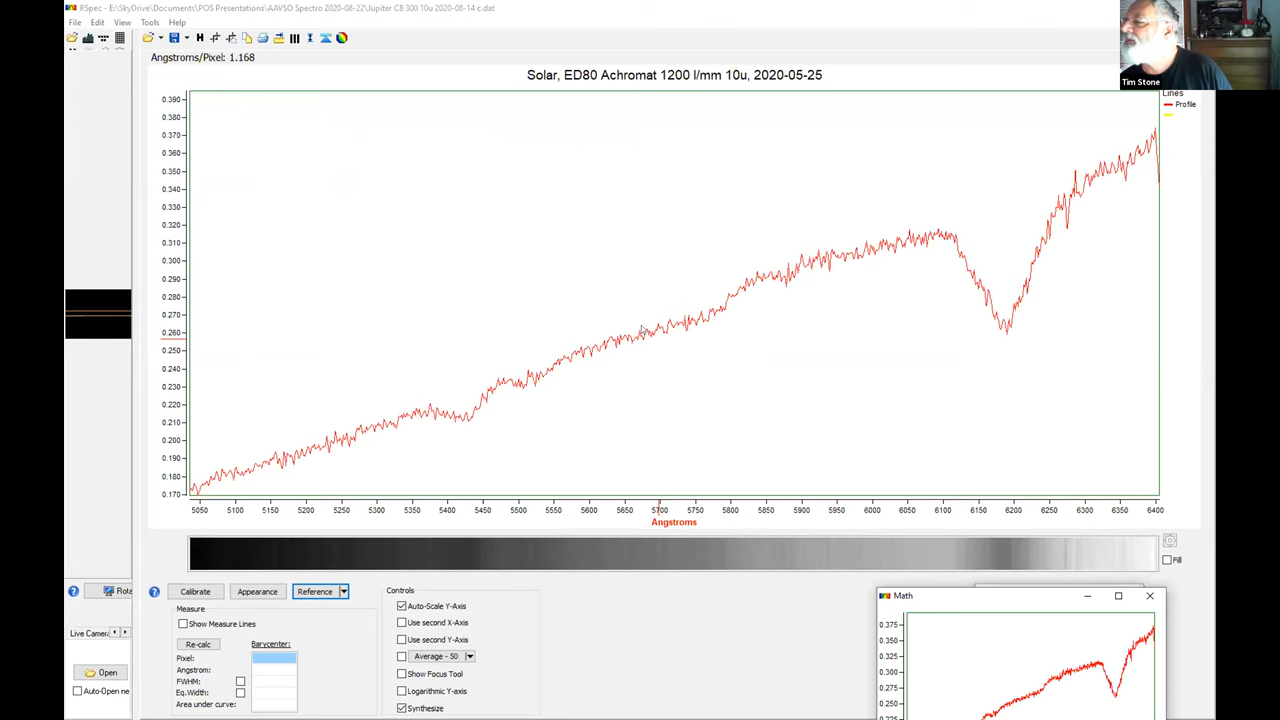 RSpec - E:\SkyDrive\Documents\POS Presentations\AAVSO Spectro 2020-08-22\Jupiter C8 300 10u 2020-08-14 c.dat
File Edit View Tools Help
Angstroms/Pixel: 1.168
Solar, ED80 Achromat 1200 l/mm 10u, 2020-05-25
Tim Stone
Lines
Profile
0.390
0.380
0.370
0.360
0.350
0.340
0.330
0.320
0.310
0.300
0.290
0.280
0.270
0.260
0.250
0.240
0.230
0.220
0.210
0.200
0.190
0.180
0.170
5050 5100 5150 5200 5250 5300 5350 5400 5450 5500 5550 5600 5650 5700 5750 5800 5850 5900 5950 6000 6050 6100 6150 6200 6250 6300 6350 6400
Angstroms
Fill
Rota
Calibrate Appearance Reference
Measure
Show Measure Lines
Re-calc Barycenter:
Pixel:
Angstrom:
FWHM:
Eq.Width:
Area under curve:
Controls
Auto-Scale Y-Axis
Use second X-Axis
Use second Y-Axis
Average - 50
Show Focus Tool
Logarithmic Y-axis
Synthesize
Live Camera
Open
Auto-Open ne
Math
0.375
0.350
0.325
0.300
0.275
0.250
0.225